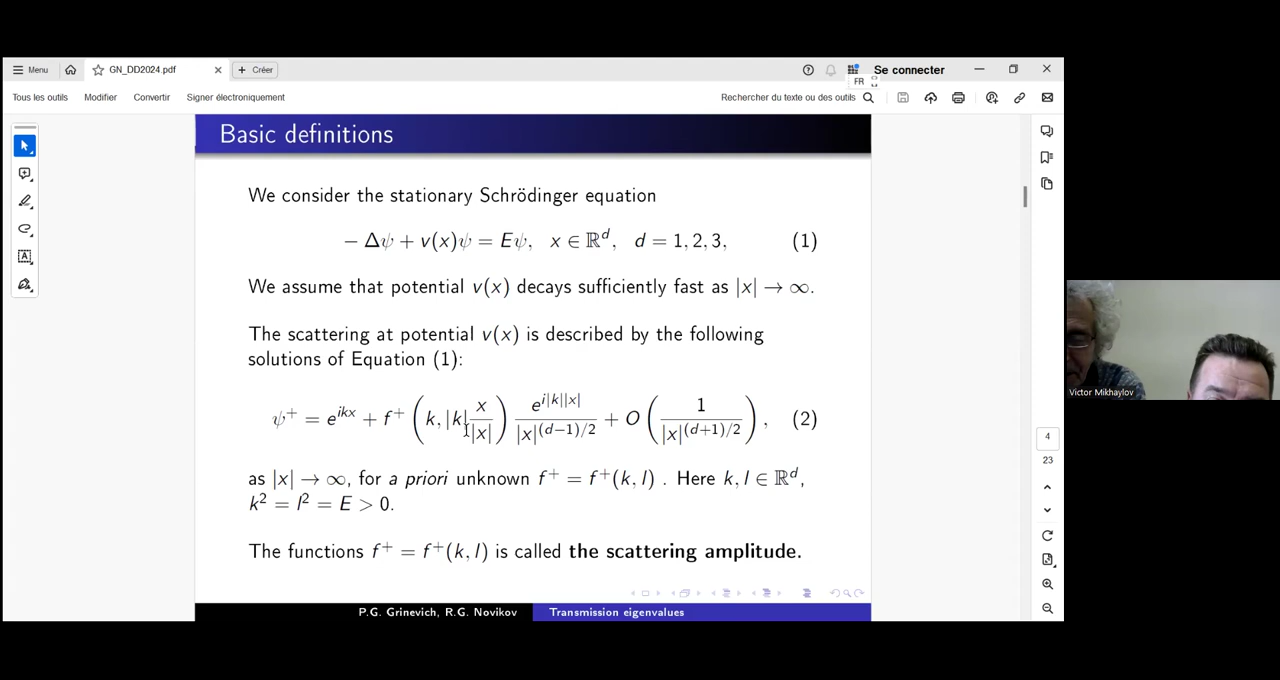 Menu
GN_DD2024.pdf
+ Créer
Se connecter
FR
Tous les outils Modifier Convertir Signer électroniquement
Rechercher du texte ou des outils
Basic definitions
We consider the stationary Schrödinger equation
− Δψ + v(x)ψ = Eψ, x ∈ ℝ^d, d = 1, 2, 3, (1)
We assume that potential v(x) decays sufficiently fast as |x| → ∞.
The scattering at potential v(x) is described by the following
solutions of Equation (1):
ψ^+ = e^{ikx} + f^+ (k, |k| x/|x|) e^{i|k||x|}/|x|^{(d−1)/2} + O (1/|x|^{(d+1)/2}), (2)
as |x| → ∞, for a priori unknown f^+ = f^+(k, l) . Here k, l ∈ ℝ^d,
k^2 = l^2 = E > 0.
The functions f^+ = f^+(k, l) is called the scattering amplitude.
P.G. Grinevich, R.G. Novikov Transmission eigenvalues
4
23
Victor Mikhaylov